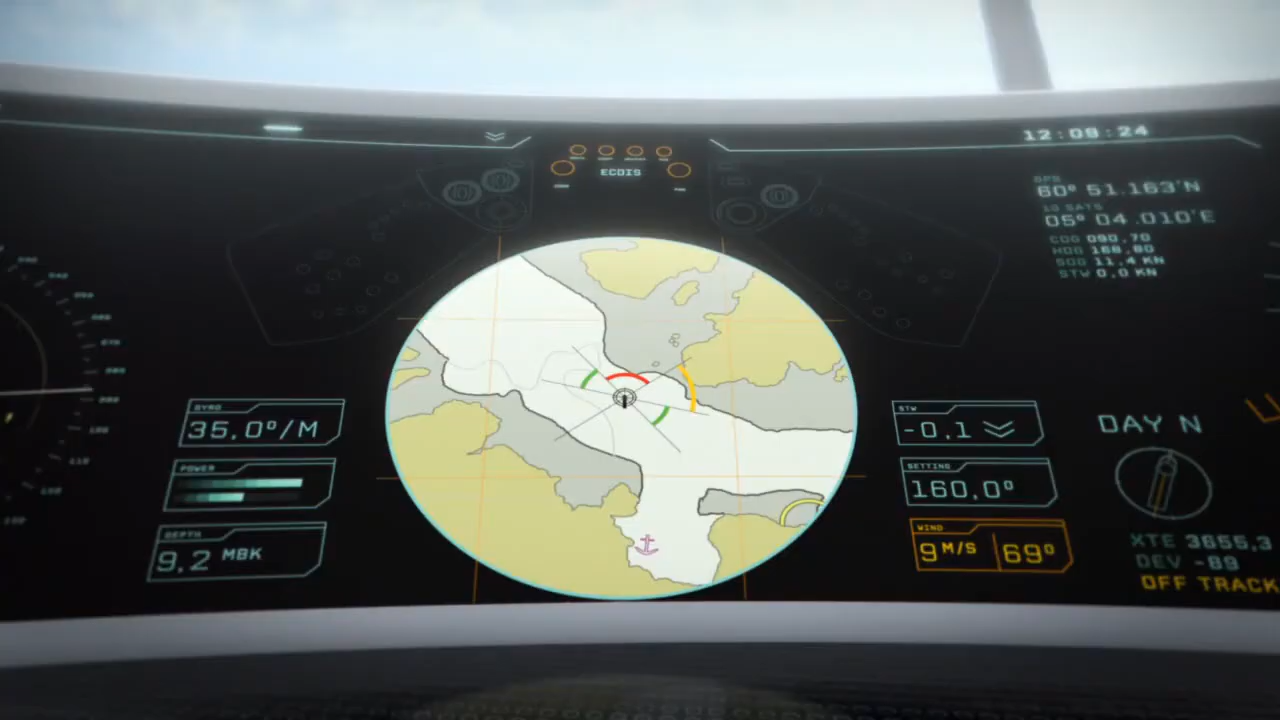 12:08:24
ECDIS
GPS
60° 51.163'N
10 SATS
05° 04.010'E
COG 090.70
HDG 168.80
SOG 11.4 KN
STW 0.0 KN
GYRO
35.0°/M
POWER
DEPTH
9.2 MBK
STW
-0.1
SETTING
160.0°
WIND
9 M/S 69°
DAY N
XTE 3655.3
DEV -89
OFF TRACK